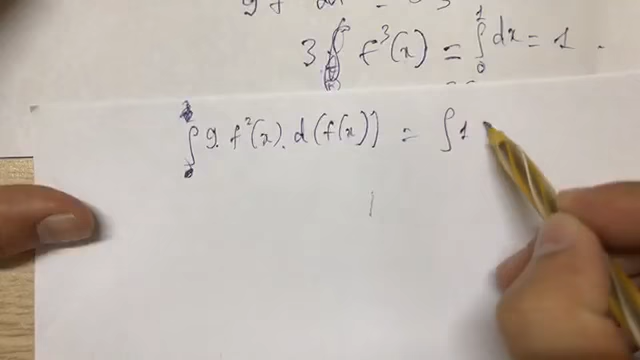 3 f³(x) = ∫₀¹ dx = 1 .
∫ 9. f²(x). d(f(x)) = ∫ 1